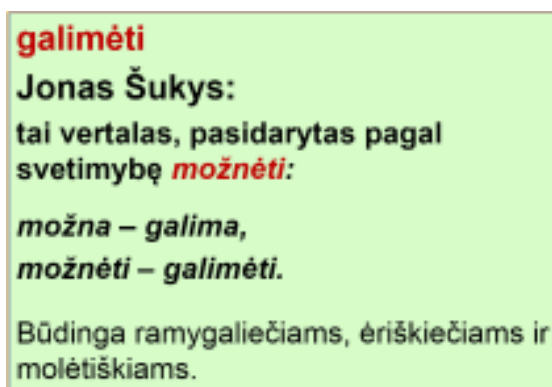 galimėti
Jonas Šukys:
tai vertalas, pasidarytas pagal
svetimybę možnėti:
možna – galima,
možnėti – galimėti.
Būdinga ramygaliečiams, ėriškiečiams ir
molėtiškiams.